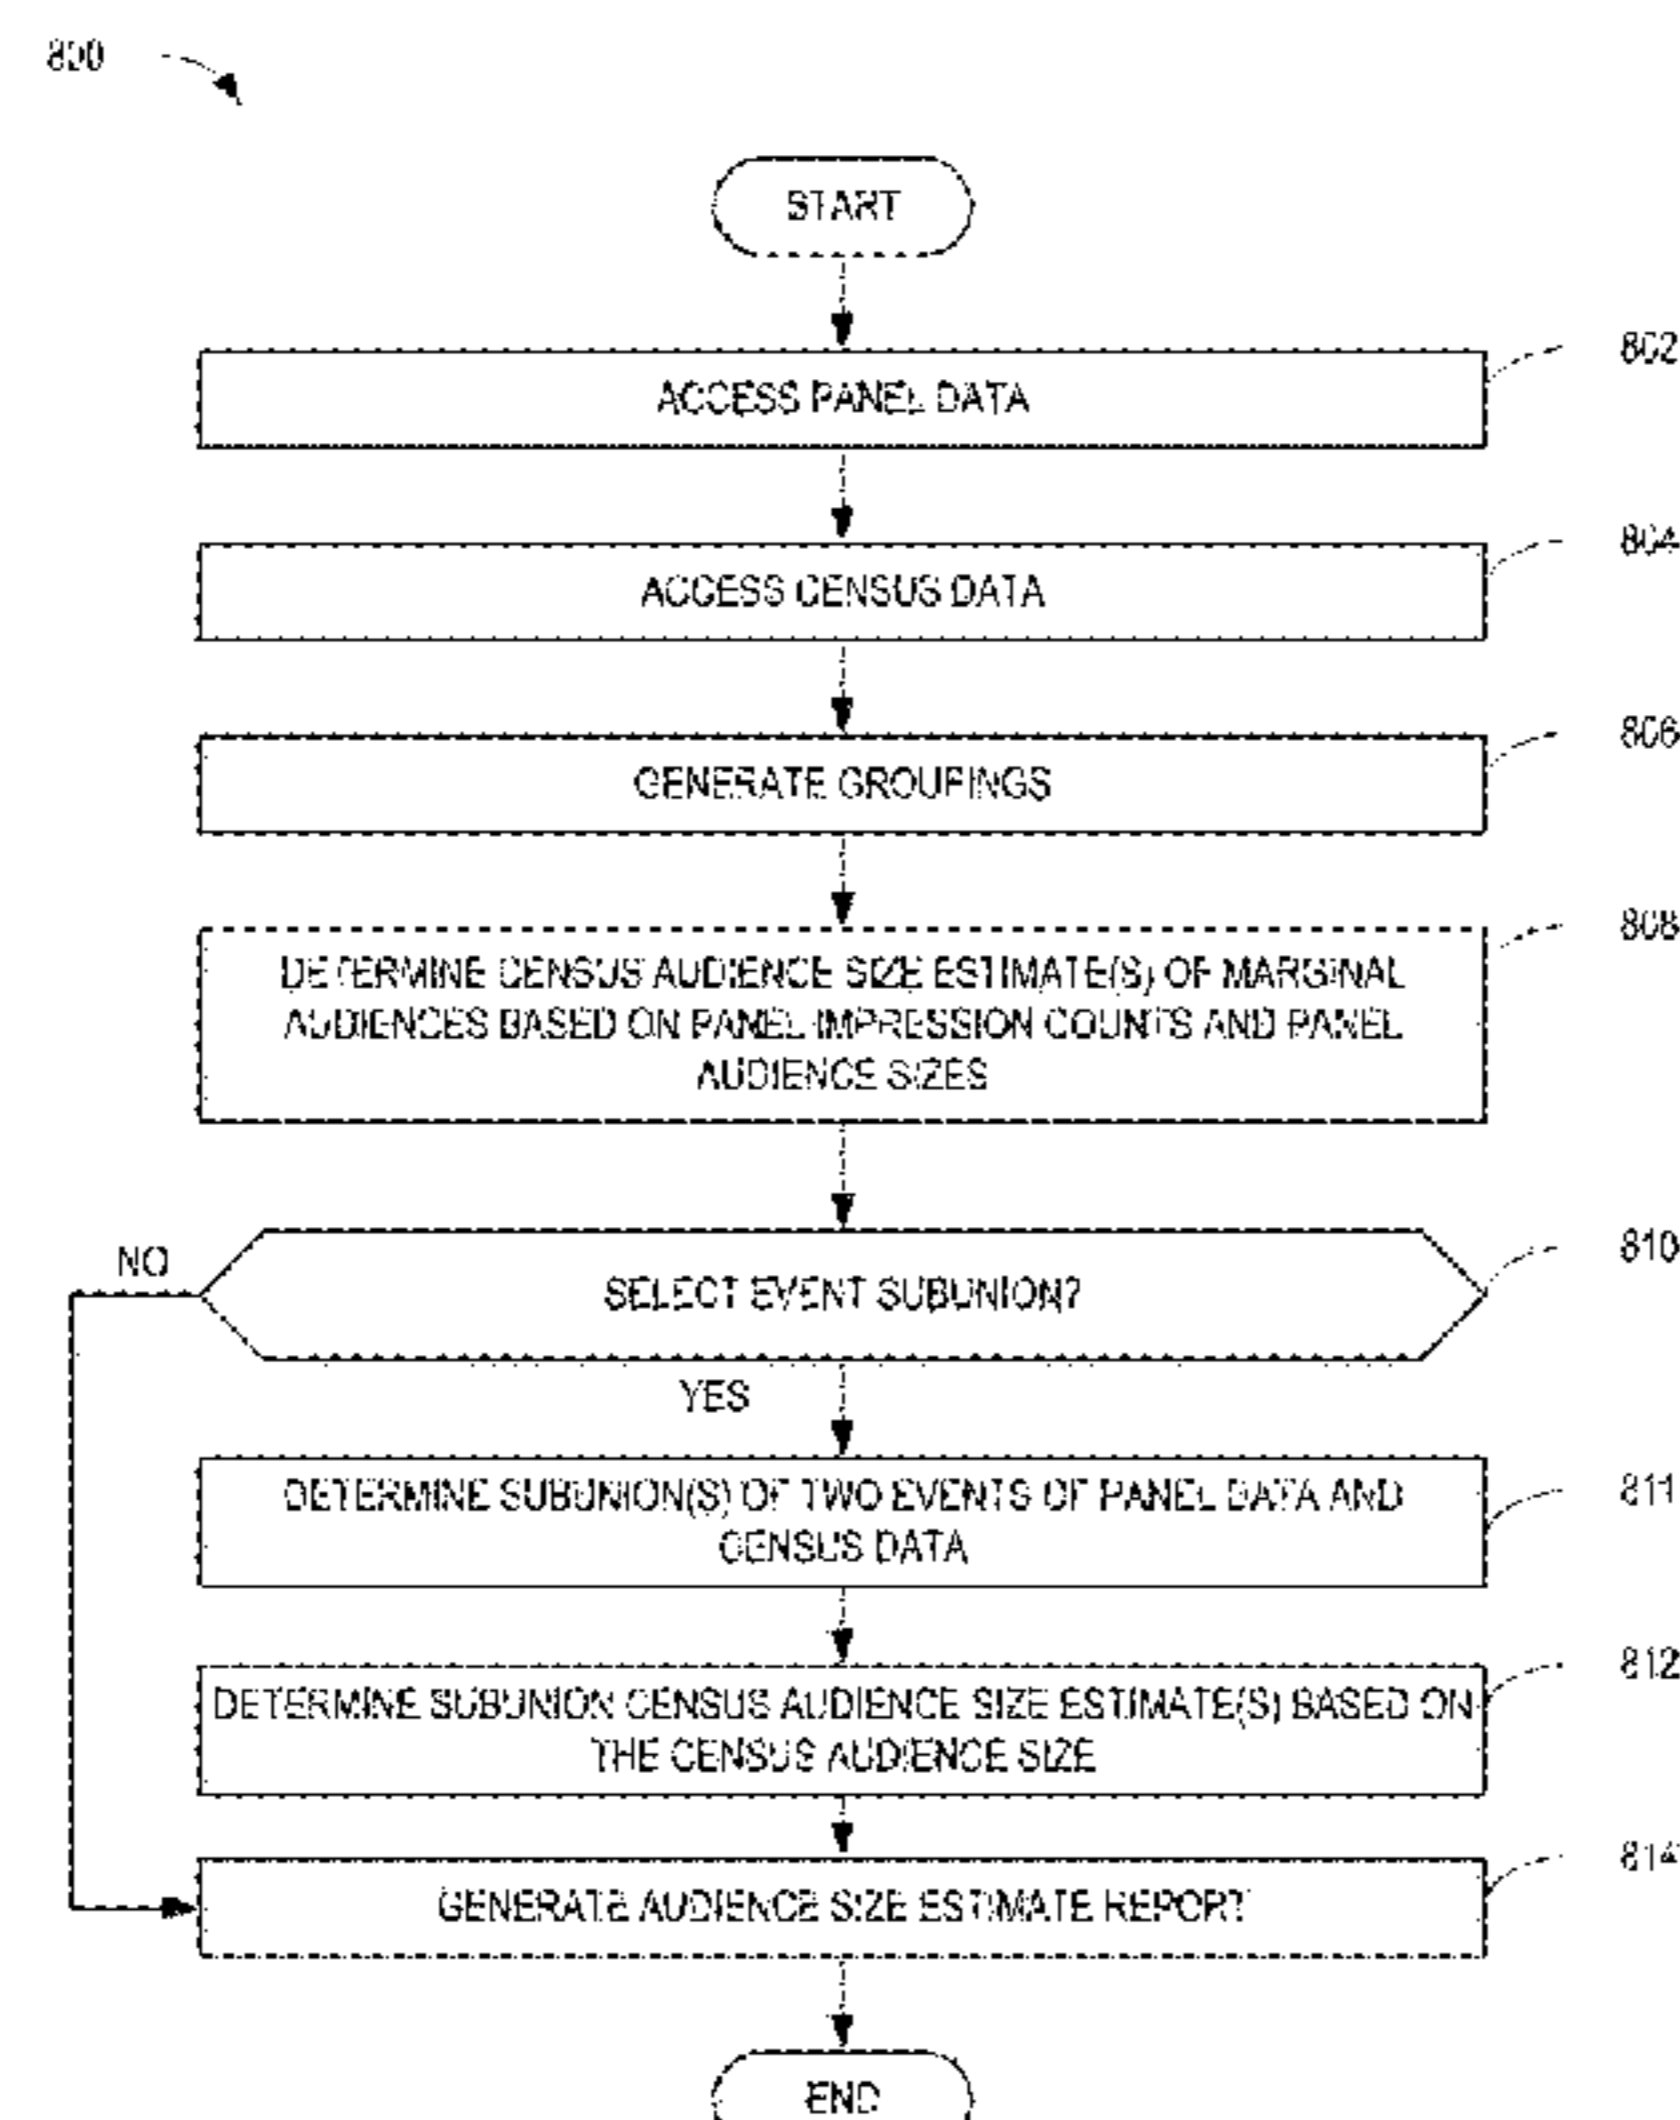 800
START
802
ACCESS PANEL DATA
804
ACCESS CENSUS DATA
806
GENERATE GROUPINGS
808
DETERMINE CENSUS AUDIENCE SIZE ESTIMATE(S) OF MARGINAL
AUDIENCES BASED ON PANEL IMPRESSION COUNTS AND PANEL
AUDIENCE SIZES
810
NO
SELECT EVENT SUBUNION?
YES
811
DETERMINE SUBUNION(S) OF TWO EVENTS OF PANEL DATA AND
CENSUS DATA
812
DETERMINE SUBUNION CENSUS AUDIENCE SIZE ESTIMATE(S) BASED ON
THE CENSUS AUDIENCE SIZE
814
GENERATE AUDIENCE SIZE ESTIMATE REPORT
END